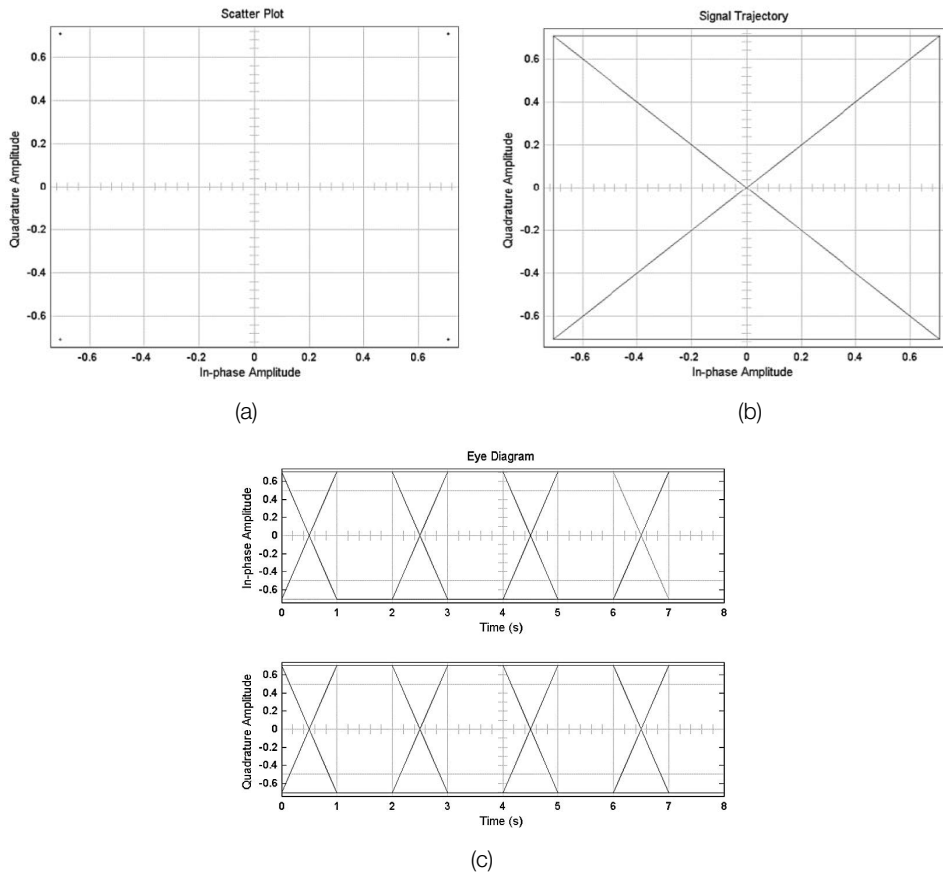 Scatter Plot
Quadrature Amplitude
0.6
0.4
0.2
0
-0.2
-0.4
-0.6
-0.6 -0.4 -0.2 0 0.2 0.4 0.6
In-phase Amplitude
(a)
Signal Trajectory
Quadrature Amplitude
0.6
0.4
0.2
0
-0.2
-0.4
-0.6
-0.6 -0.4 -0.2 0 0.2 0.4 0.6
In-phase Amplitude
(b)
Eye Diagram
In-phase Amplitude
0.6
0.4
0.2
0
-0.2
-0.4
-0.6
0 1 2 3 4 5 6 7 8
Time (s)
Quadrature Amplitude
0.6
0.4
0.2
0
-0.2
-0.4
-0.6
0 1 2 3 4 5 6 7 8
Time (s)
(c)